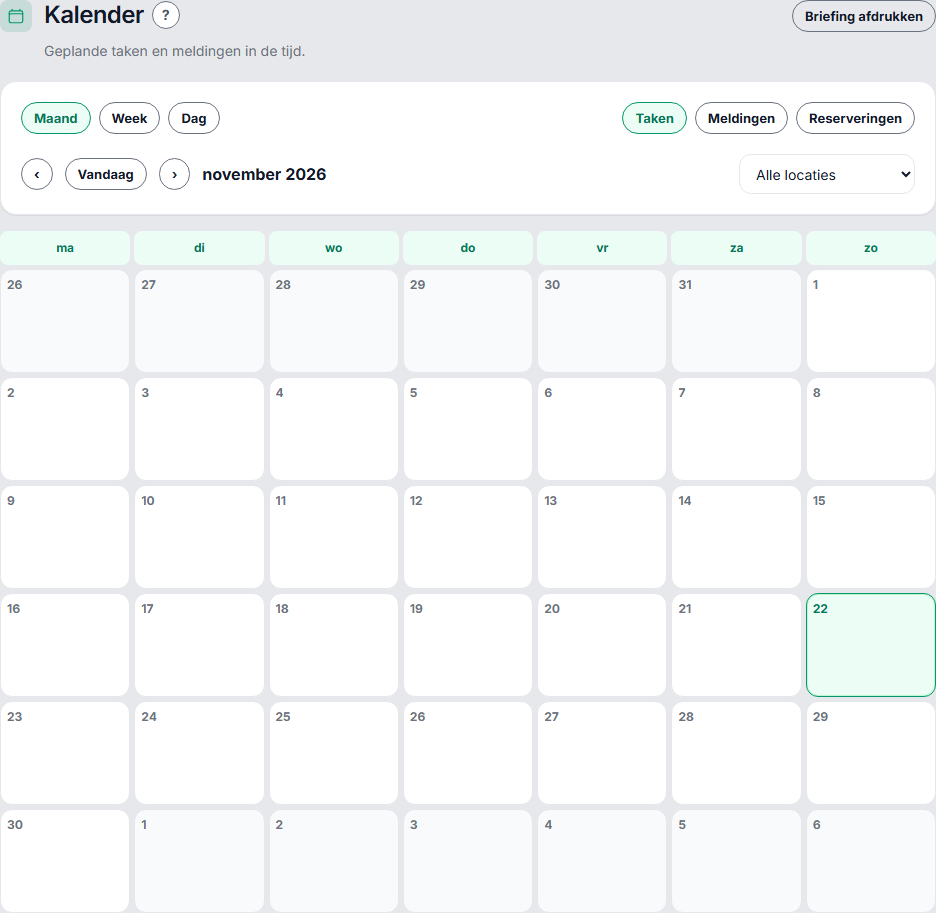 Kalender ?
Briefing afdrukken
Geplande taken en meldingen in de tijd.
Maand Week Dag
Taken Meldingen Reserveringen
‹ Vandaag › november 2026
Alle locaties
ma di wo do vr za zo
26 27 28 29 30 31 1
2 3 4 5 6 7 8
9 10 11 12 13 14 15
16 17 18 19 20 21 22
23 24 25 26 27 28 29
30 1 2 3 4 5 6